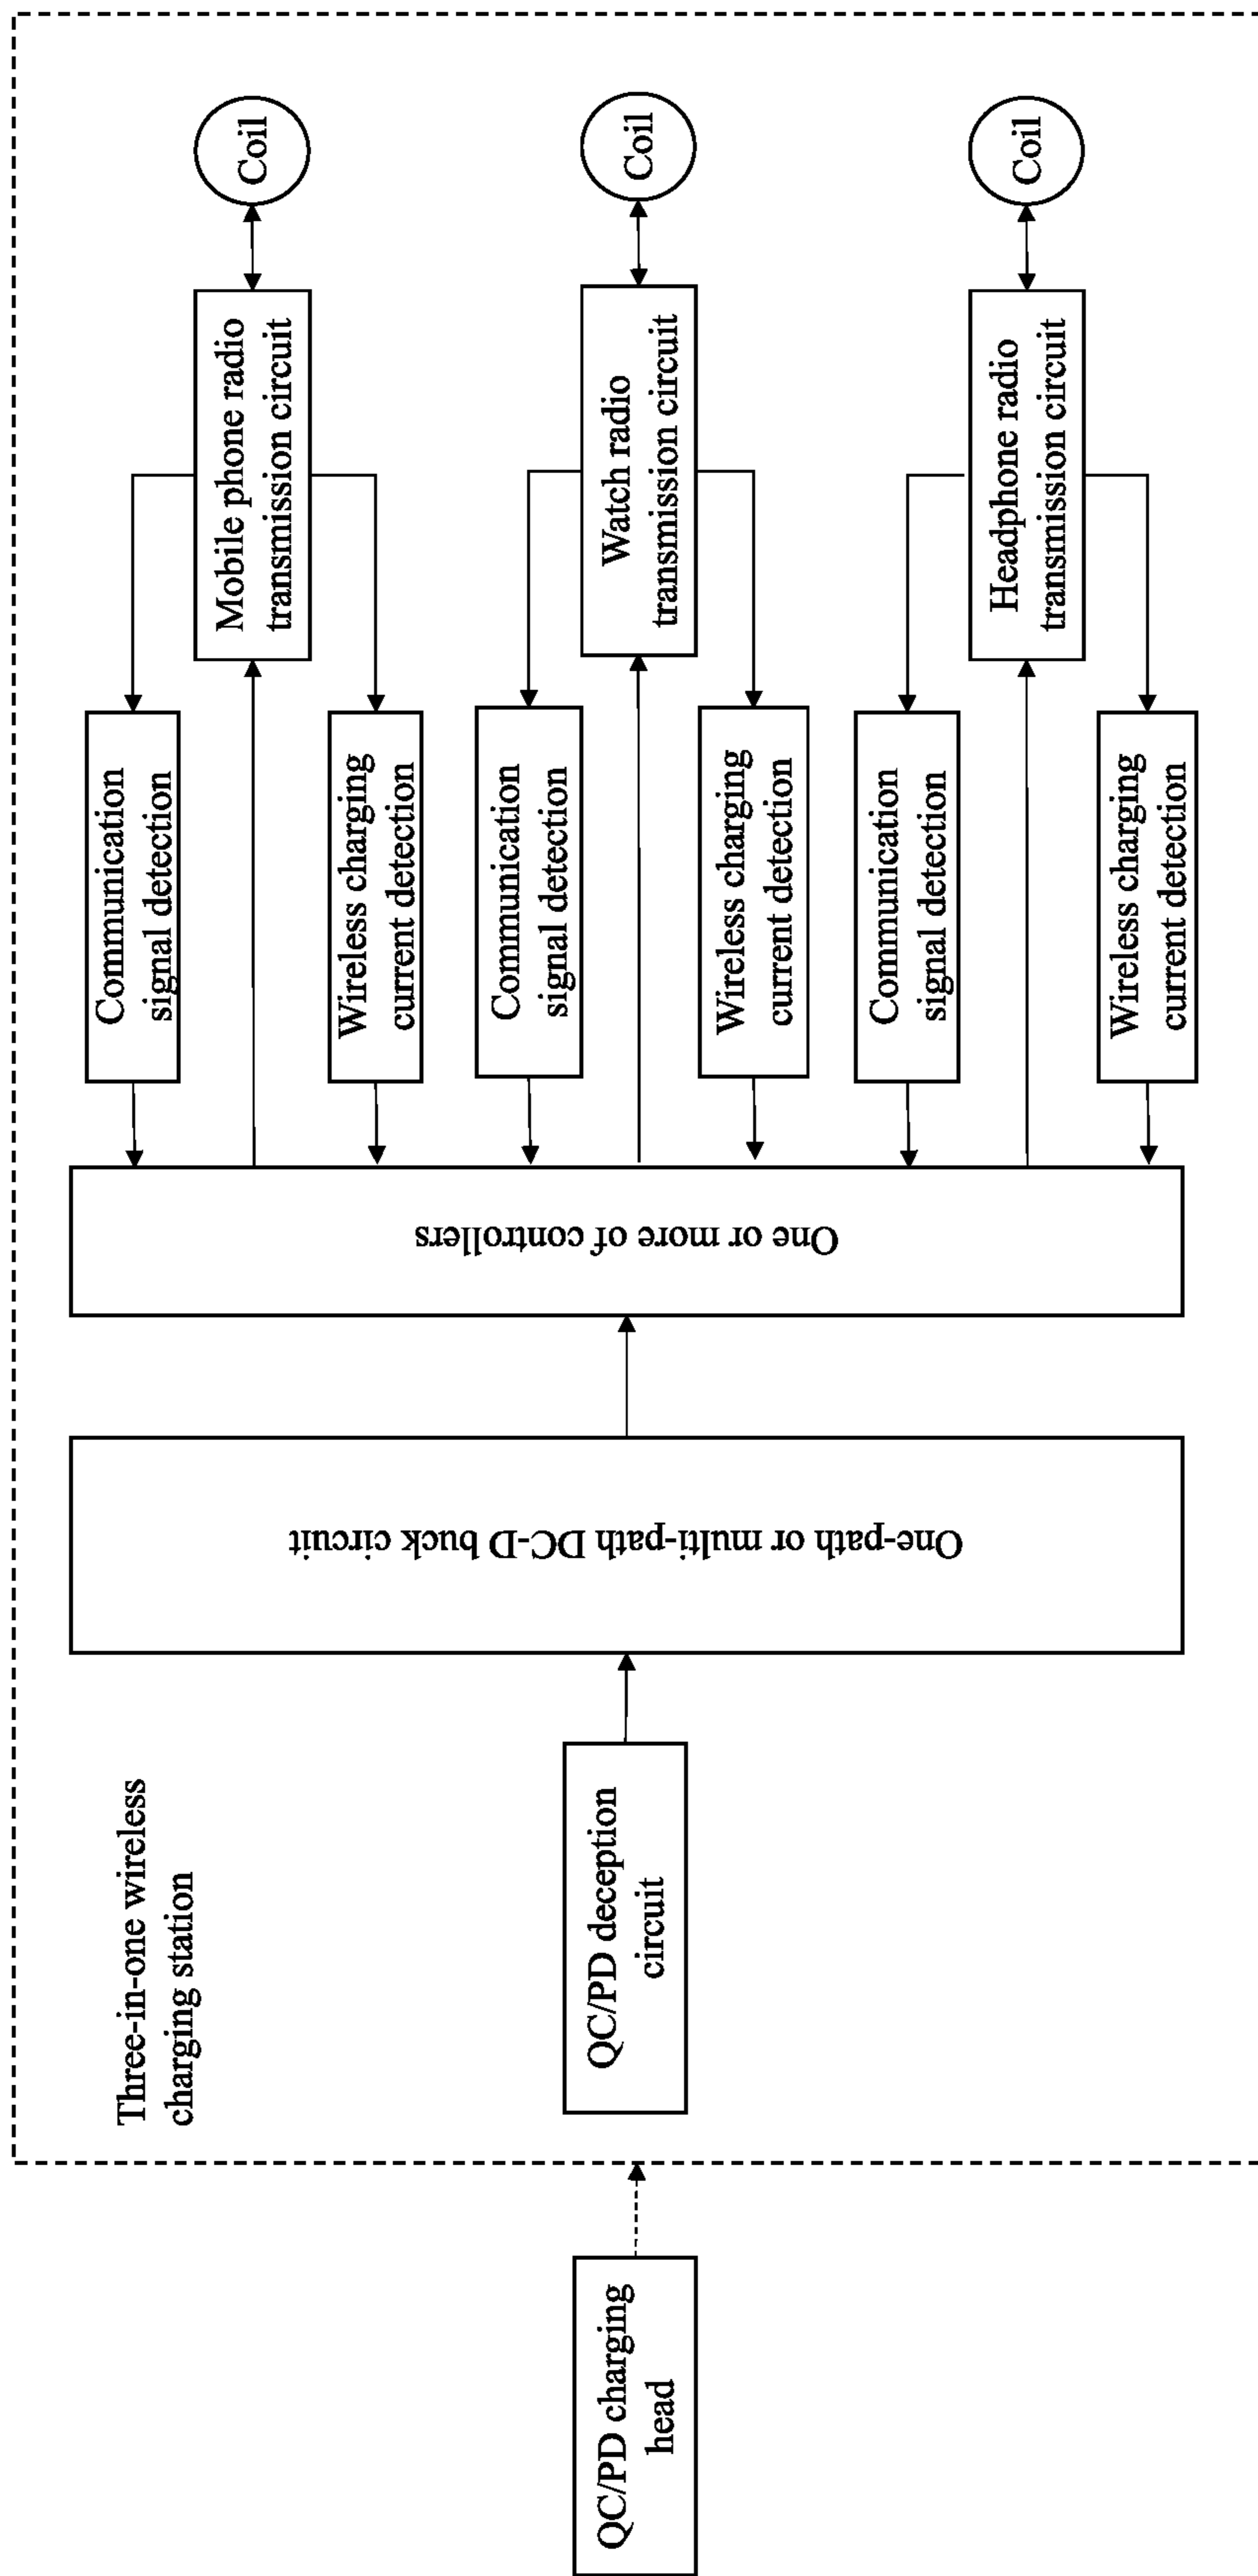 Three-in-one wireless
charging station
QC/PD charging
head
QC/PD deception
circuit
One-path or multi-path DC-D buck circuit
One or more of controllers
Communication
signal detection
Wireless charging
current detection
Mobile phone radio
transmission circuit
Coil
Communication
signal detection
Wireless charging
current detection
Watch radio
transmission circuit
Coil
Communication
signal detection
Wireless charging
current detection
Headphone radio
transmission circuit
Coil